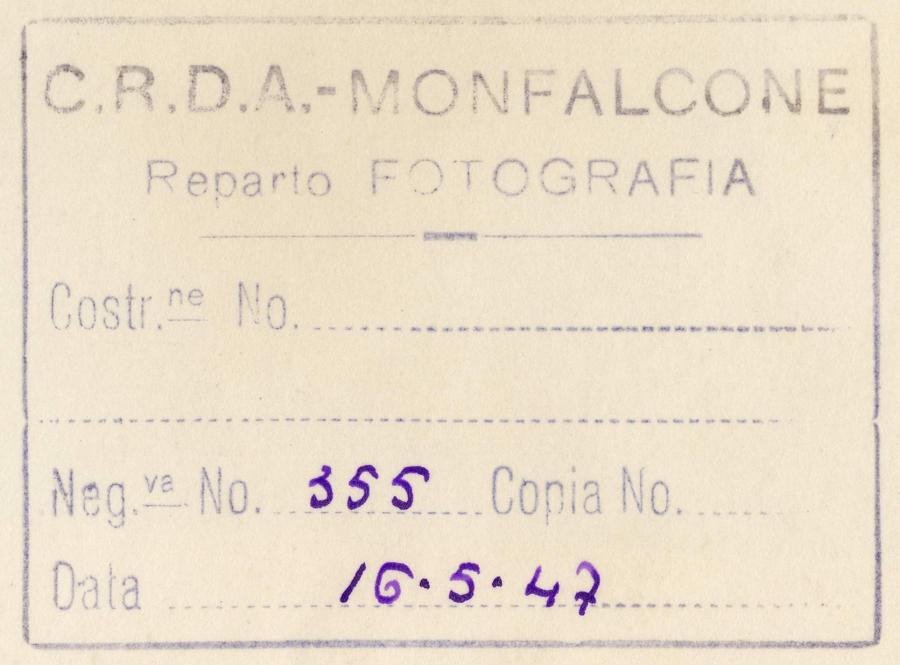 C.R.D.A.-MONFALCONE
Reparto FOTOGRAFIA
Costr.ne No.
Neg.va No. 355 Copia No.
Data 16·5·47